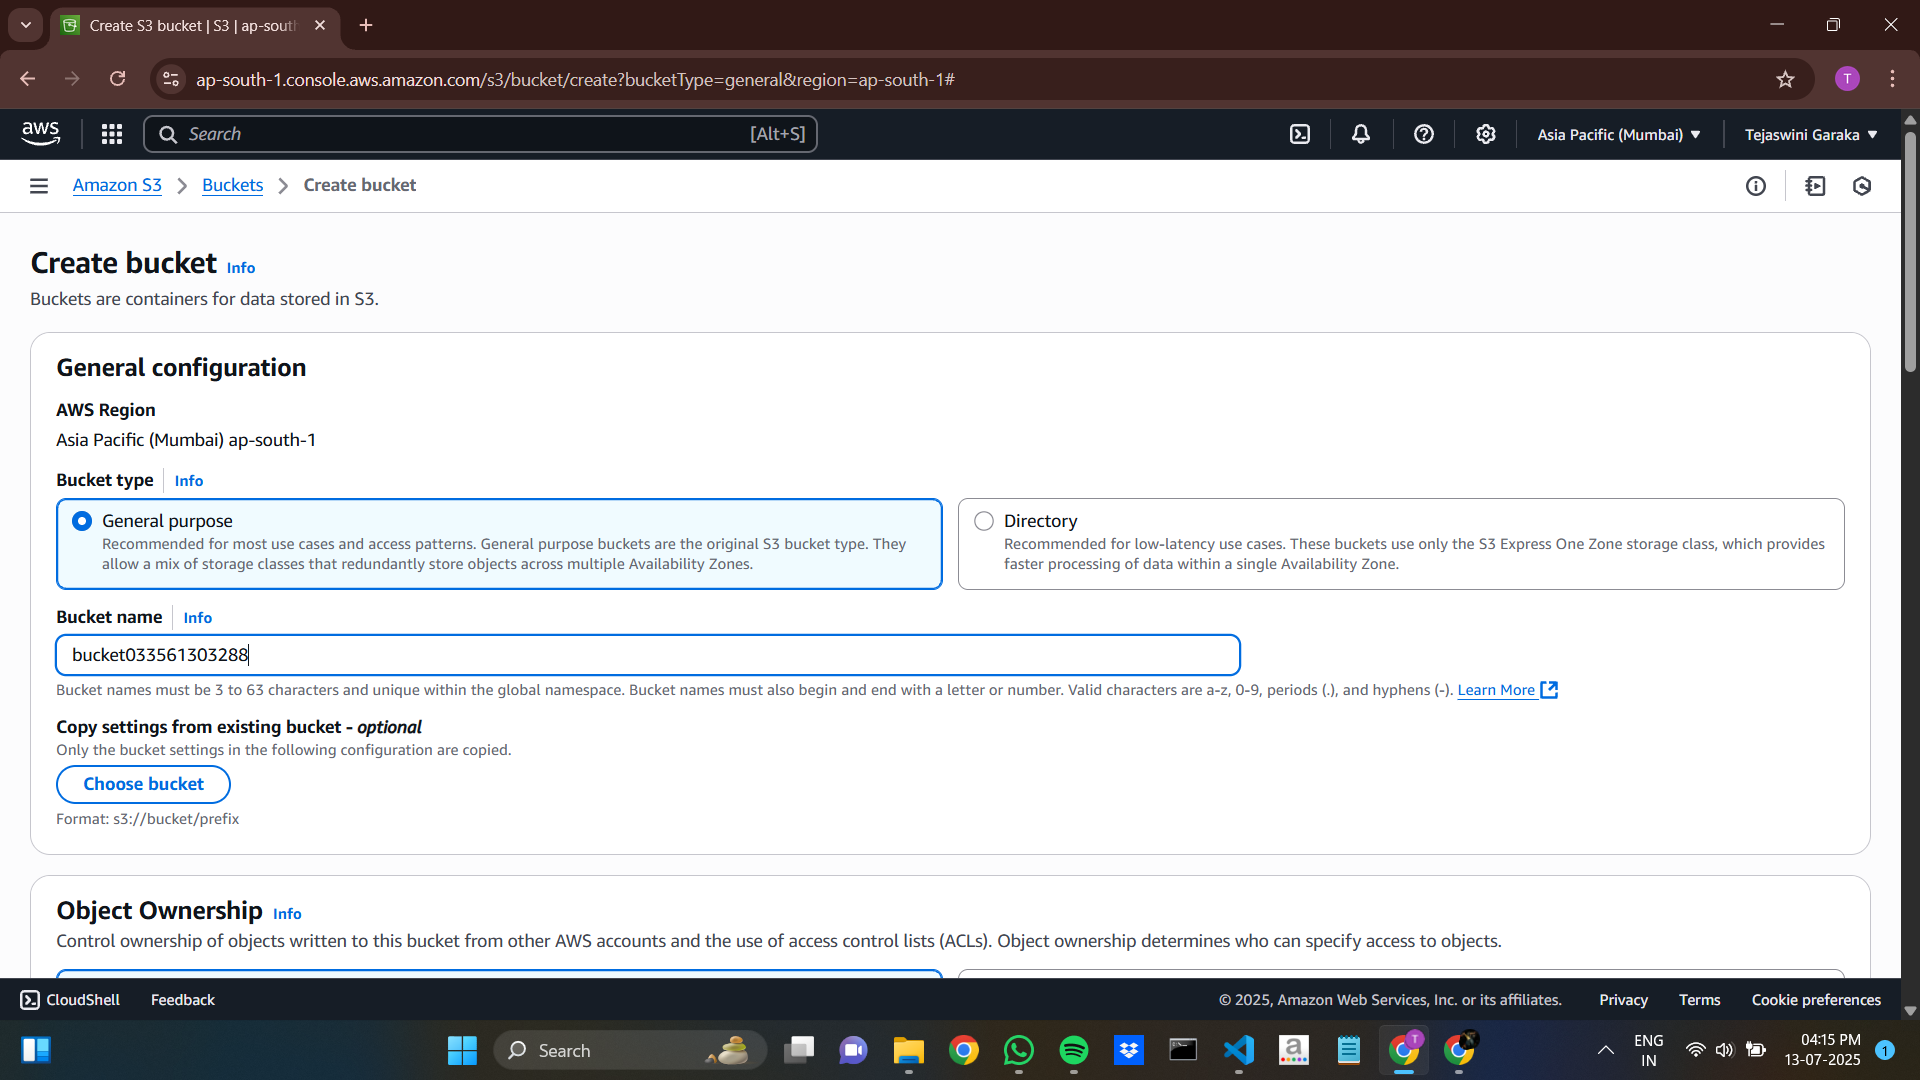 Create S3 bucket | S3 | ap-sout
ap-south-1.console.aws.amazon.com/s3/bucket/create?bucketType=general&region=ap-south-1#
T
aws
Search [Alt+S]
Asia Pacific (Mumbai)
Tejaswini Garaka
Amazon S3 > Buckets > Create bucket
Create bucket Info
Buckets are containers for data stored in S3.
General configuration
AWS Region
Asia Pacific (Mumbai) ap-south-1
Bucket type Info
General purpose
Recommended for most use cases and access patterns. General purpose buckets are the original S3 bucket type. They
allow a mix of storage classes that redundantly store objects across multiple Availability Zones.
Directory
Recommended for low-latency use cases. These buckets use only the S3 Express One Zone storage class, which provides
faster processing of data within a single Availability Zone.
Bucket name Info
bucket033561303288
Bucket names must be 3 to 63 characters and unique within the global namespace. Bucket names must also begin and end with a letter or number. Valid characters are a-z, 0-9, periods (.), and hyphens (-). Learn More
Copy settings from existing bucket - optional
Only the bucket settings in the following configuration are copied.
Choose bucket
Format: s3://bucket/prefix
Object Ownership Info
Control ownership of objects written to this bucket from other AWS accounts and the use of access control lists (ACLs). Object ownership determines who can specify access to objects.
CloudShell Feedback
© 2025, Amazon Web Services, Inc. or its affiliates. Privacy Terms Cookie preferences
Search
a
T
ENG
IN
04:15 PM
13-07-2025
1